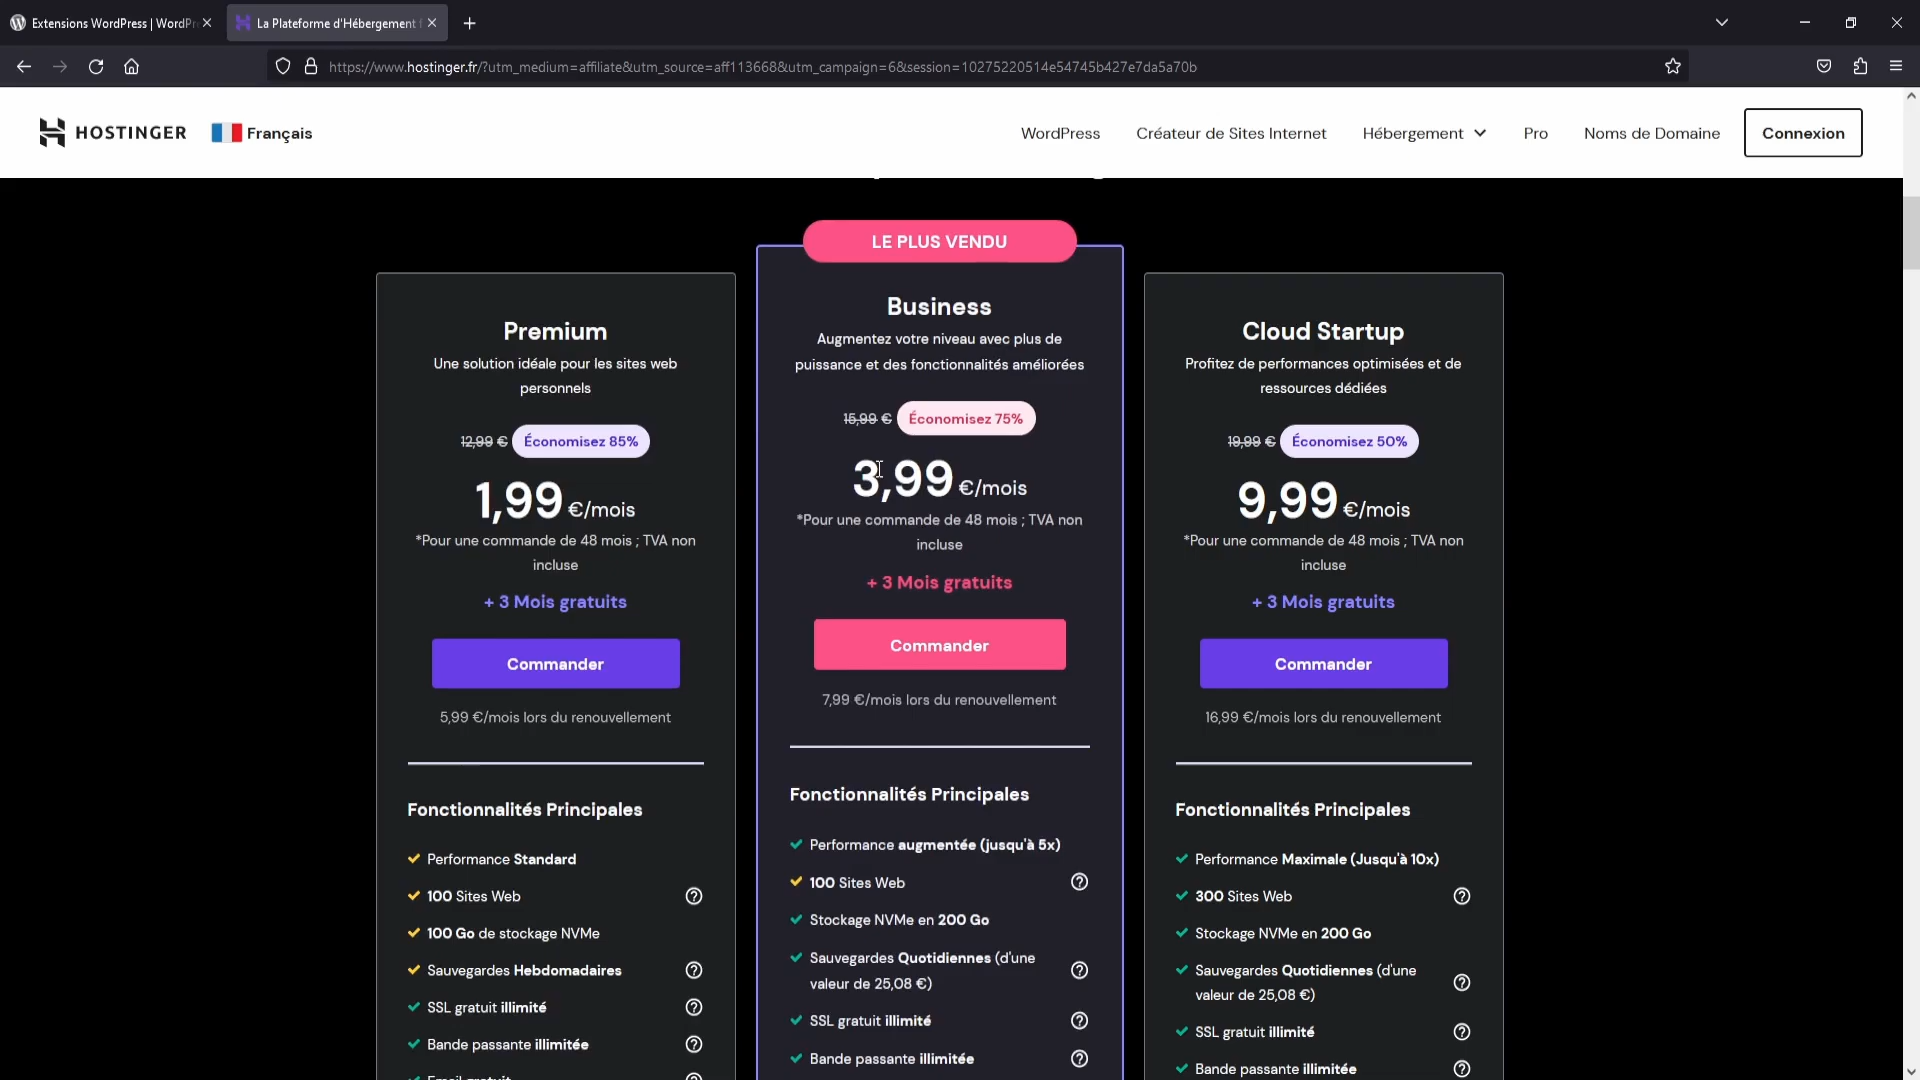 Extensions WordPress | WordPr
La Plateforme d'Hébergement
https://www.hostinger.fr/?utm_medium=affiliate&utm_source=aff113668&utm_campaign=6&session=10275220514e54745b427e7da5a70b
HOSTINGER
Français
WordPress
Créateur de Sites Internet
Hébergement
Pro
Noms de Domaine
Connexion
LE PLUS VENDU
Premium
Une solution idéale pour les sites web
personnels
12,99 € Économisez 85%
1,99 €/mois
*Pour une commande de 48 mois ; TVA non
incluse
+ 3 Mois gratuits
Commander
5,99 €/mois lors du renouvellement
Fonctionnalités Principales
Performance Standard
100 Sites Web
100 Go de stockage NVMe
Sauvegardes Hebdomadaires
SSL gratuit illimité
Bande passante illimitée
Email gratuit
Business
Augmentez votre niveau avec plus de
puissance et des fonctionnalités améliorées
15,99 € Économisez 75%
3,99 €/mois
*Pour une commande de 48 mois ; TVA non
incluse
+ 3 Mois gratuits
Commander
7,99 €/mois lors du renouvellement
Fonctionnalités Principales
Performance augmentée (jusqu'à 5x)
100 Sites Web
Stockage NVMe en 200 Go
Sauvegardes Quotidiennes (d'une
valeur de 25,08 €)
SSL gratuit illimité
Bande passante illimitée
Cloud Startup
Profitez de performances optimisées et de
ressources dédiées
19,99 € Économisez 50%
9,99 €/mois
*Pour une commande de 48 mois ; TVA non
incluse
+ 3 Mois gratuits
Commander
16,99 €/mois lors du renouvellement
Fonctionnalités Principales
Performance Maximale (Jusqu'à 10x)
300 Sites Web
Stockage NVMe en 200 Go
Sauvegardes Quotidiennes (d'une
valeur de 25,08 €)
SSL gratuit illimité
Bande passante illimitée